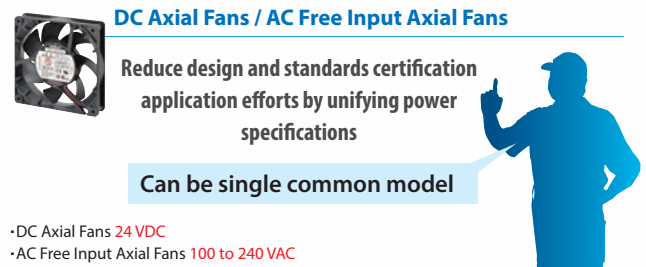 DC Axial Fans / AC Free Input Axial Fans
Reduce design and standards certification
application efforts by unifying power
specifications
Can be single common model
・DC Axial Fans 24 VDC
・AC Free Input Axial Fans 100 to 240 VAC